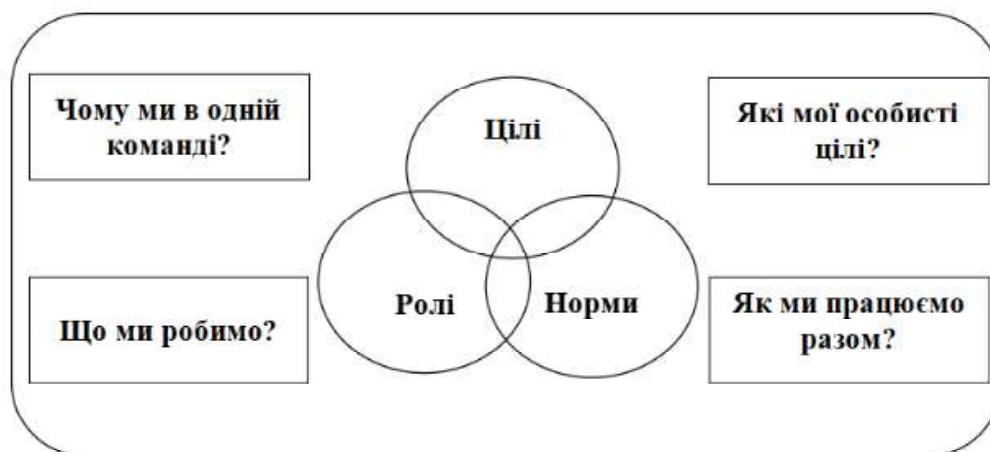 Чому ми в одній
команді?
Цілі
Які мої особисті
цілі?
Що ми робимо?
Ролі
Норми
Як ми працюємо
разом?